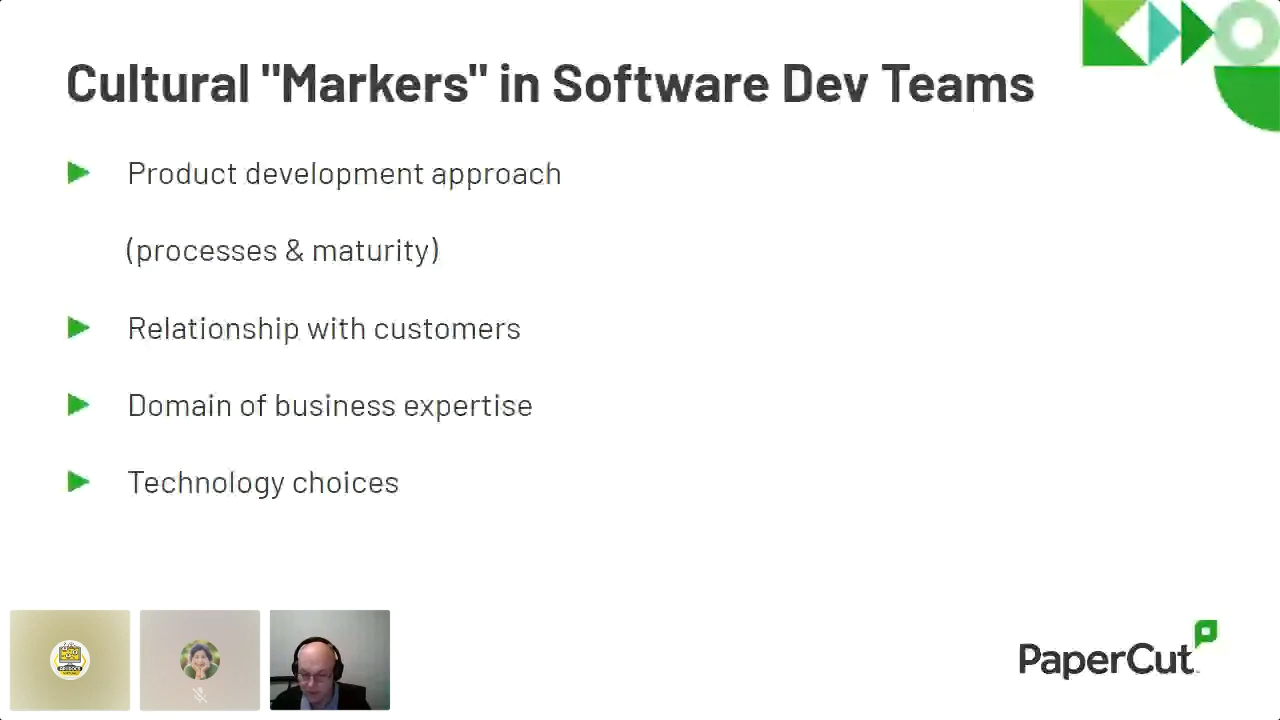 Cultural "Markers" in Software Dev Teams
Product development approach
(processes & maturity)
Relationship with customers
Domain of business expertise
Technology choices
PaperCut